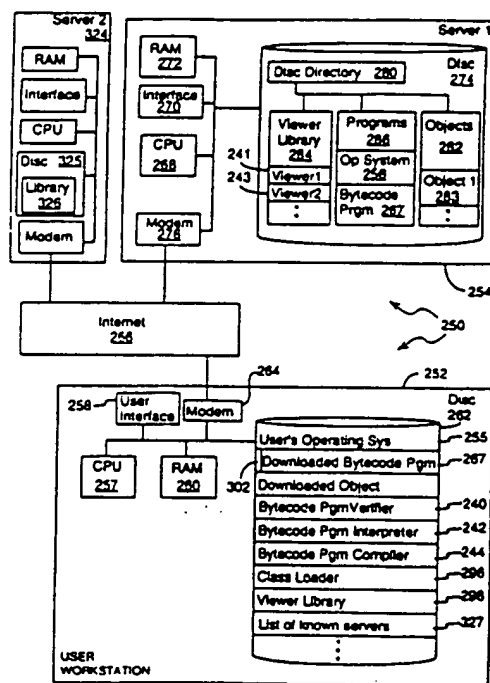 Server 2
324
RAM
Interface
CPU
Disc 325
Library
326
Modem
Server 1
RAM
272
Interface
270
CPU
268
Modem
278
Disc
274
Disc Directory 280
Viewer
Library
284
Viewer1
Viewer2
241
243
Programs
286
Op System
256
Bytecode
Prgm 267
Objects
282
Object 1
283
254
250
Internet
256
264
252
258
User
Interface
Modem
CPU
257
RAM
260
302
Disc
262
User's Operating Sys
255
Downloaded Bytecode Pgm
267
Downloaded Object
Bytecode PgmVerifier
240
Bytecode Pgm Interpreter
242
Bytecode Pgm Compiler
244
Class Loader
296
Viewer Library
298
List of known servers
327
USER
WORKSTATION